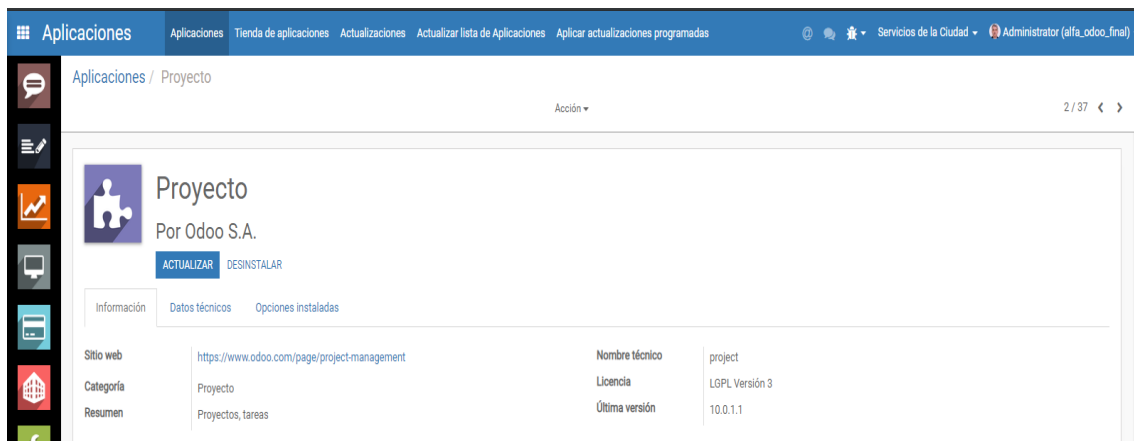 Aplicaciones Aplicaciones Tienda de aplicaciones Actualizaciones Actualizar lista de Aplicaciones Aplicar actualizaciones programadas @ Servicios de la Ciudad Administrator (alfa_odoo_final)
Aplicaciones / Proyecto
Acción 2 / 37
Proyecto
Por Odoo S.A.
ACTUALIZAR DESINSTALAR
Información Datos técnicos Opciones instaladas
Sitio web https://www.odoo.com/page/project-management Nombre técnico project
Categoría Proyecto Licencia LGPL Versión 3
Resumen Proyectos, tareas Última versión 10.0.1.1